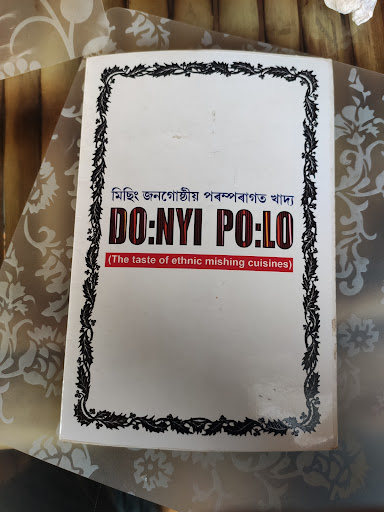 মিছিং জনগোষ্ঠীয় পৰম্পৰাগত খাদ্য
DO:NYI PO:LO
(The taste of ethnic mishing cuisines)